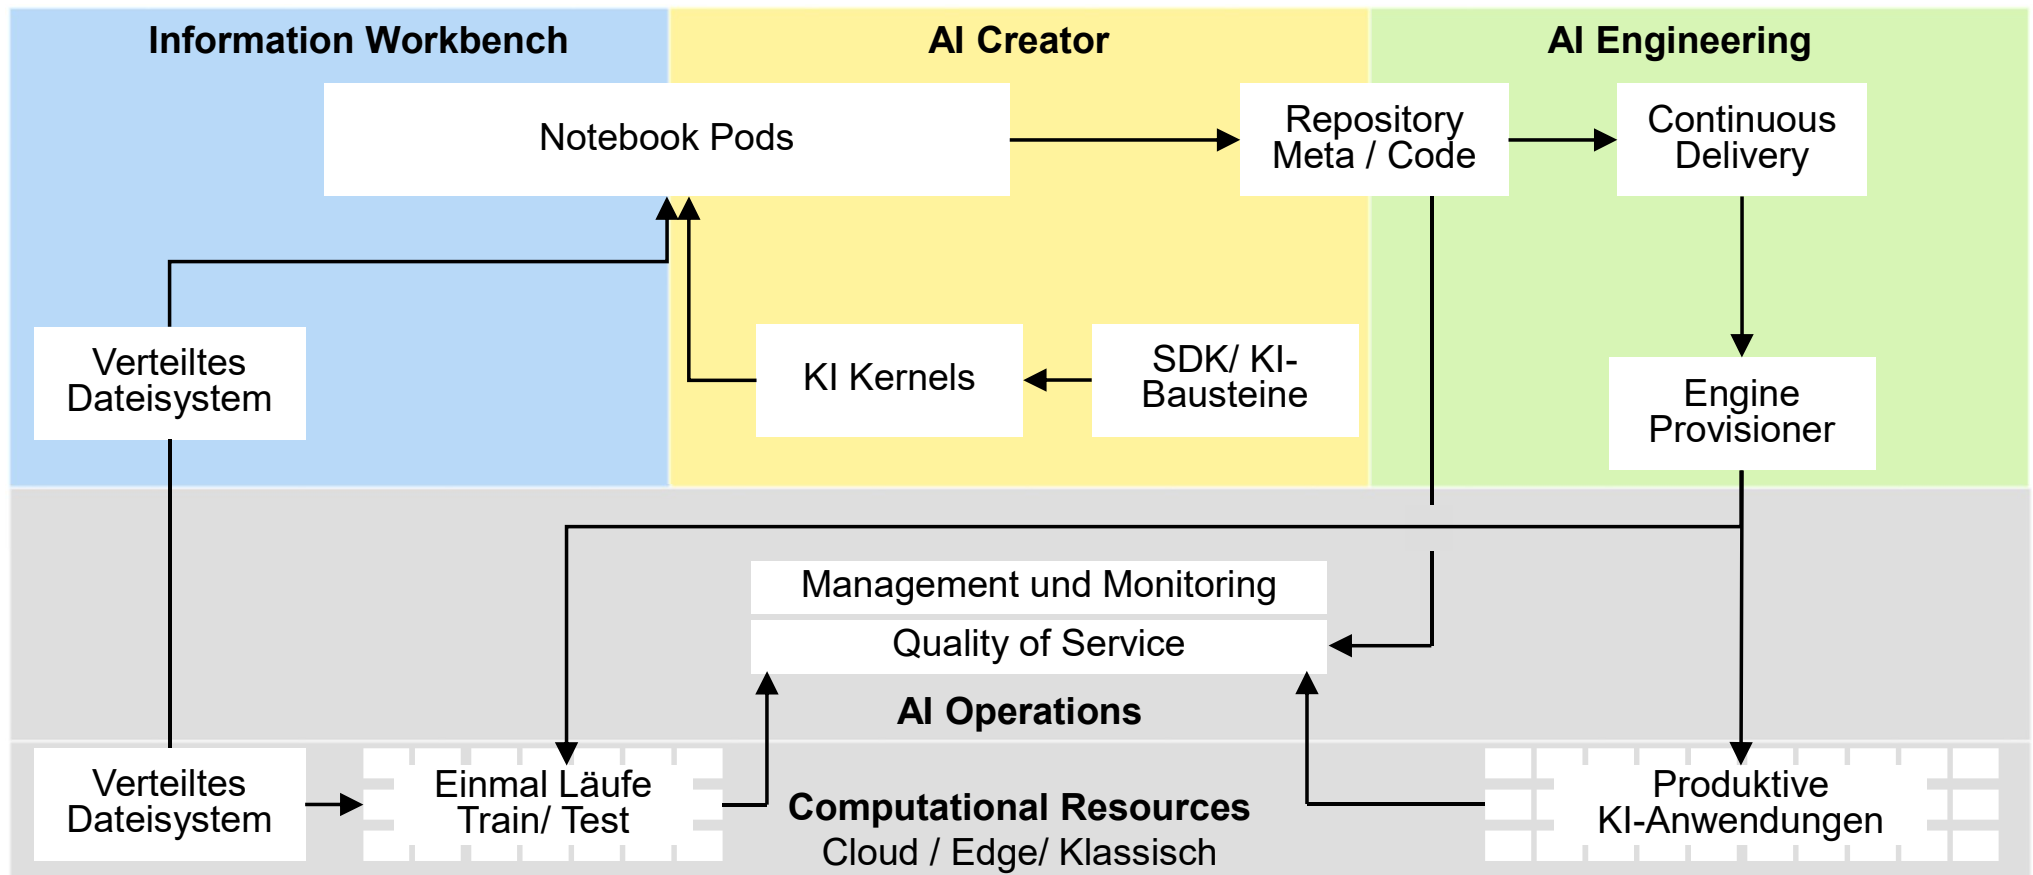 Information Workbench
AI Creator
AI Engineering
Notebook Pods
Repository
Meta / Code
Continuous
Delivery
Verteiltes
Dateisystem
KI Kernels
SDK/ KI-
Bausteine
Engine
Provisioner
Management und Monitoring
Quality of Service
AI Operations
Verteiltes
Dateisystem
Einmal Läufe
Train/ Test
Computational Resources
Cloud / Edge/ Klassisch
Produktive
KI-Anwendungen